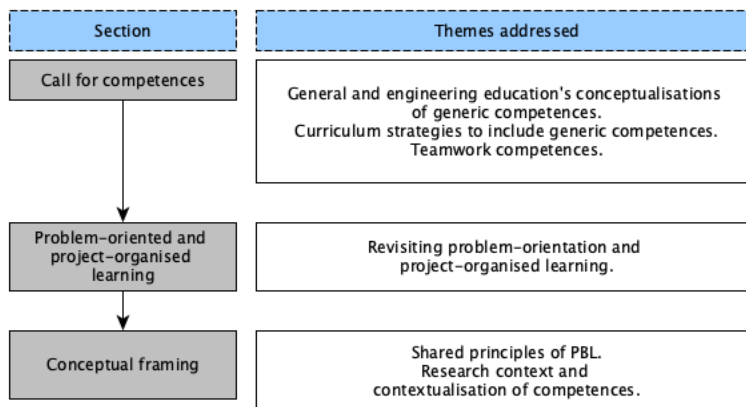 Section
Themes addressed
Call for competences
General and engineering education's conceptualisations
of generic competences.
Curriculum strategies to include generic competences.
Teamwork competences.
Problem-oriented and
project-organised
learning
Revisiting problem-orientation and
project-organised learning.
Conceptual framing
Shared principles of PBL.
Research context and
contextualisation of competences.